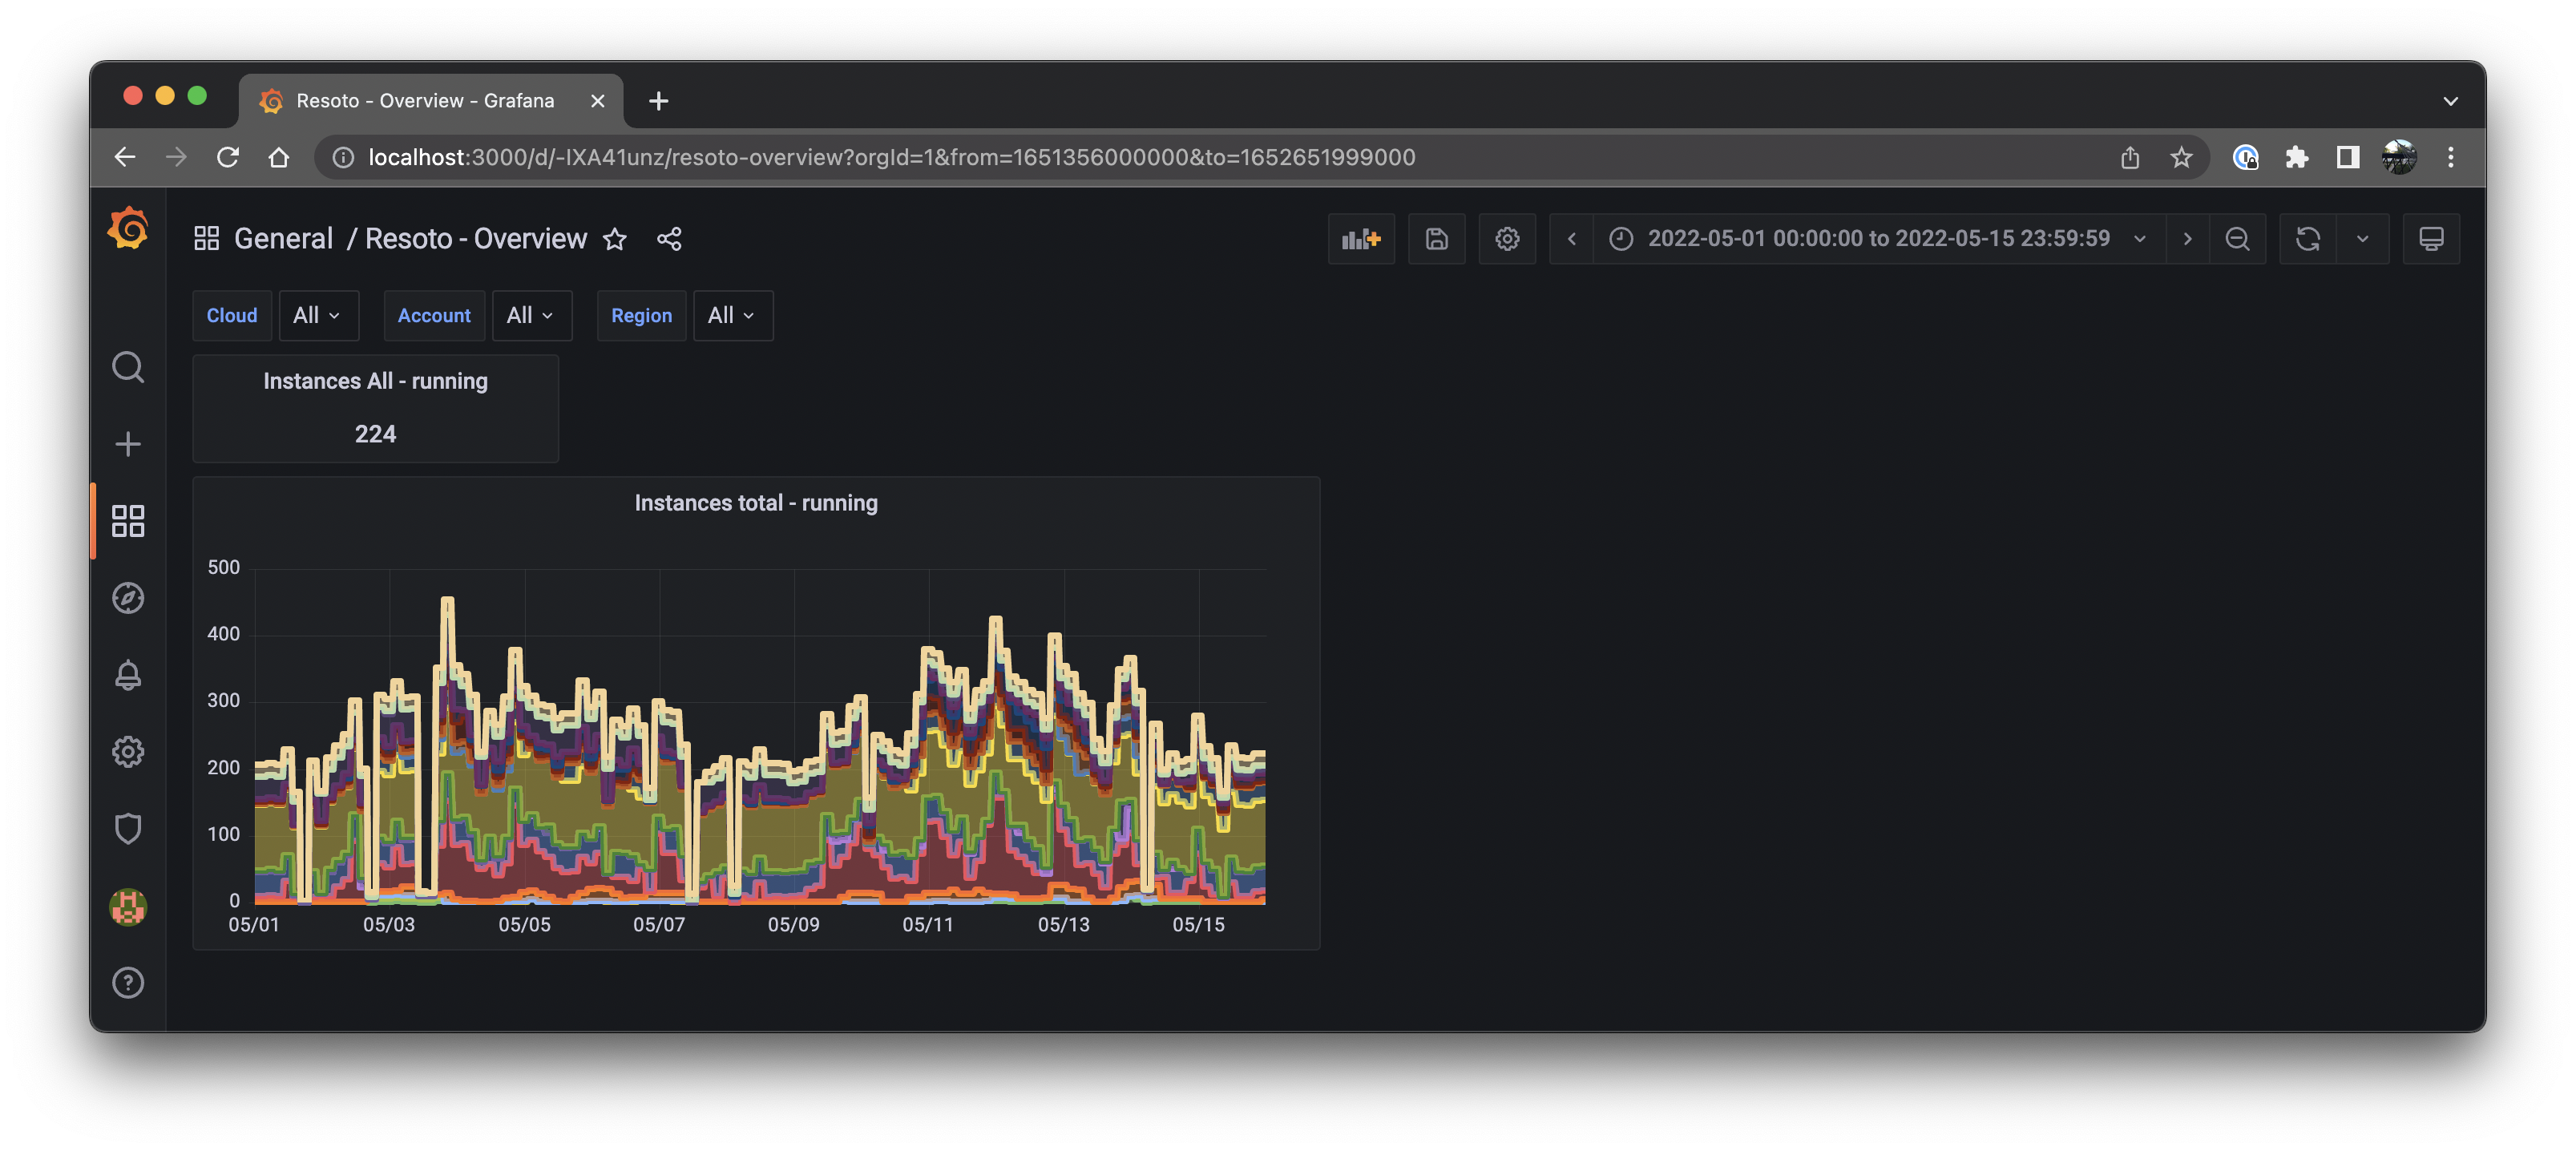 Resoto - Overview - Grafana
localhost:3000/d/-IXA41unz/resoto-overview?orgId=1&from=1651356000000&to=1652651999000
General / Resoto - Overview
2022-05-01 00:00:00 to 2022-05-15 23:59:59
Cloud All Account All Region All
Instances All - running
224
Instances total - running
500
400
300
200
100
0
05/01 05/03 05/05 05/07 05/09 05/11 05/13 05/15